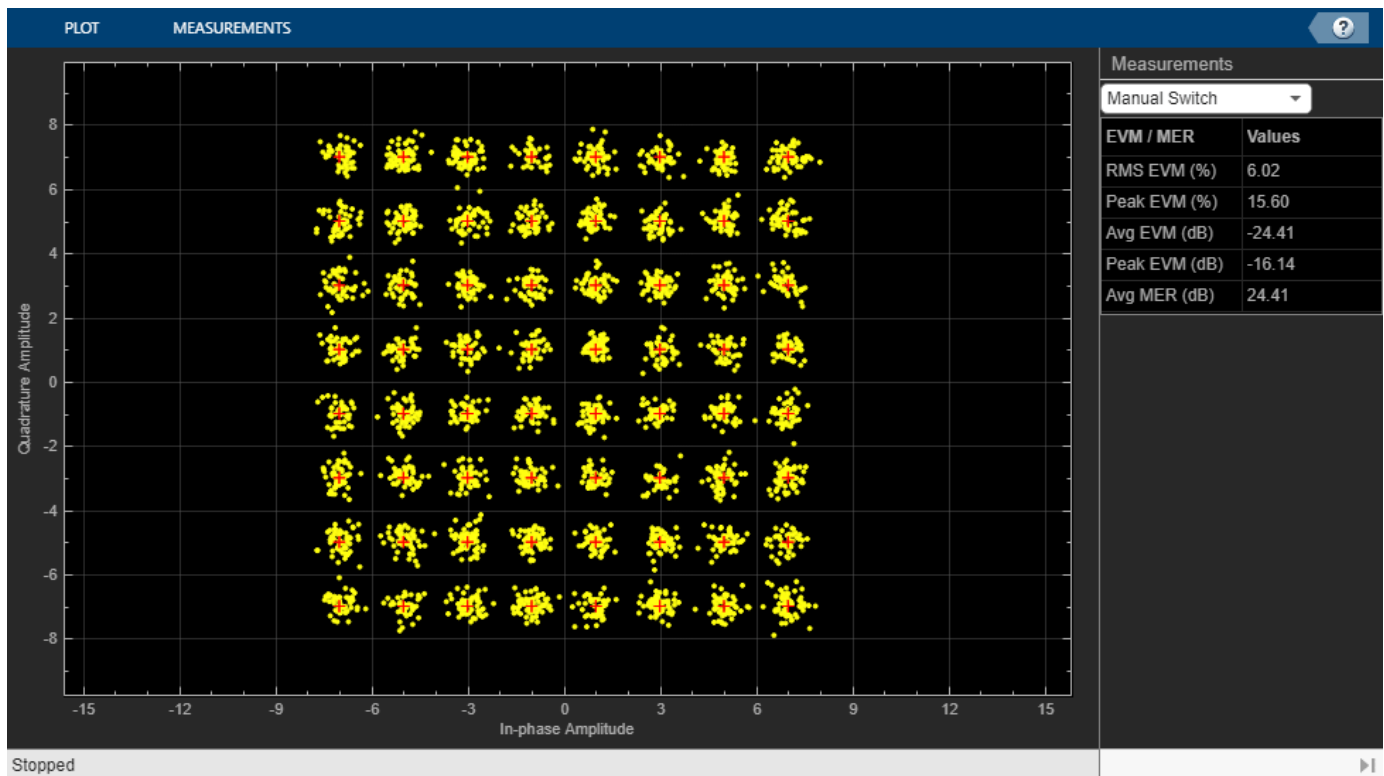 PLOT MEASUREMENTS ?
Measurements
Manual Switch
EVM / MER Values
RMS EVM (%) 6.02
Peak EVM (%) 15.60
Avg EVM (dB) -24.41
Peak EVM (dB) -16.14
Avg MER (dB) 24.41
Quadrature Amplitude
8
6
4
2
0
-2
-4
-6
-8
-15 -12 -9 -6 -3 0 3 6 9 12 15
In-phase Amplitude
Stopped